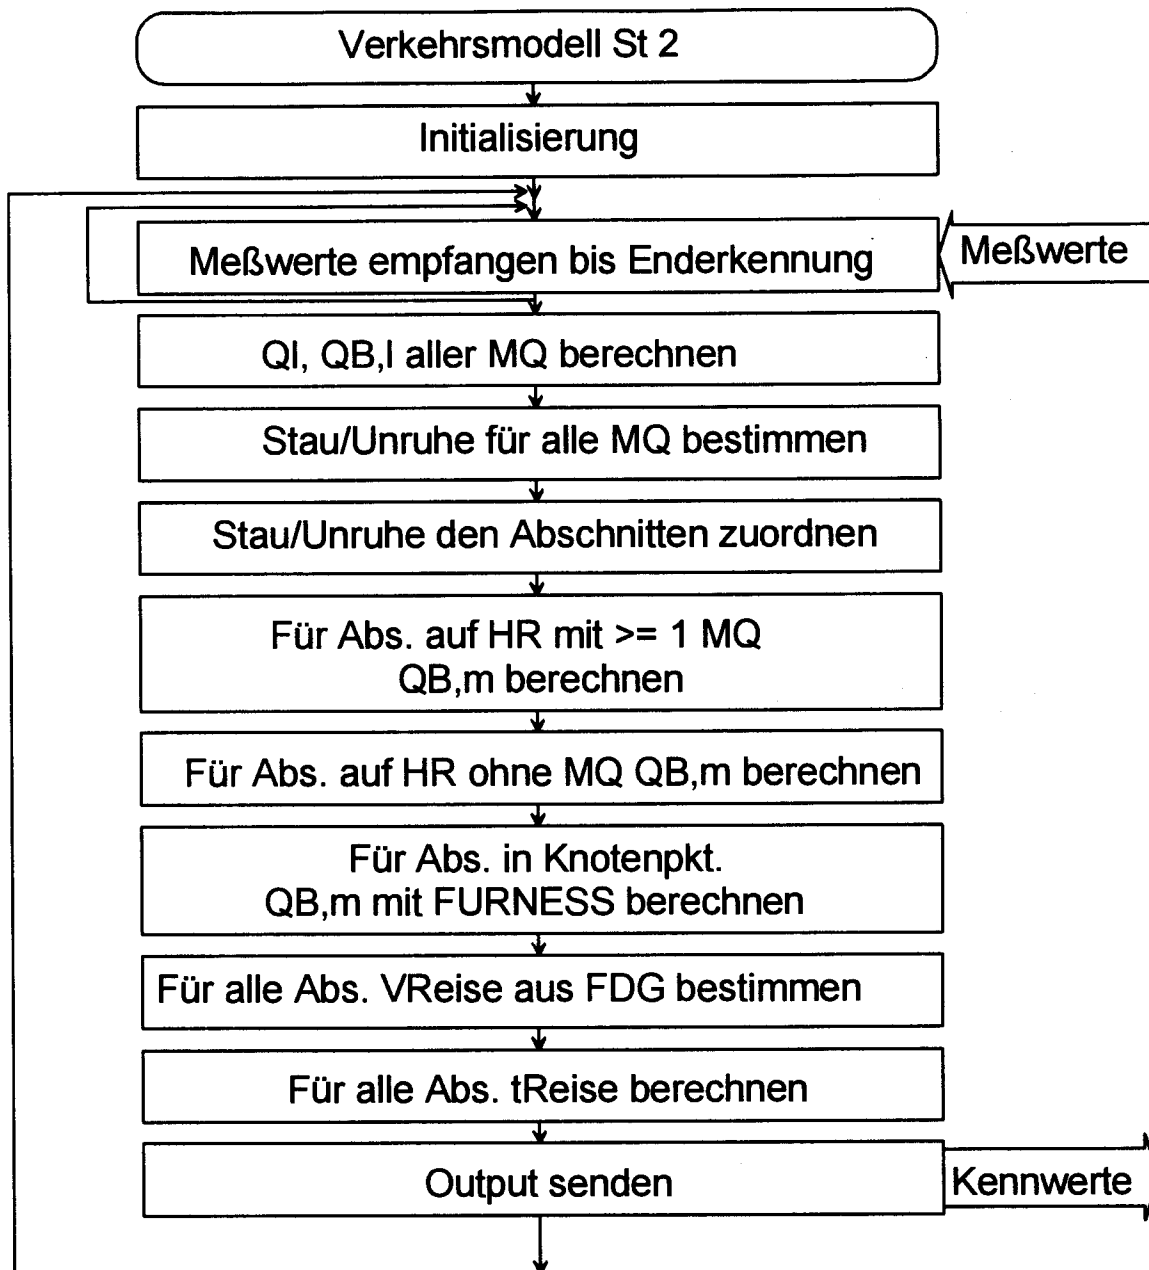 Verkehrsmodell St 2
Initialisierung
Meßwerte empfangen bis Enderkennung
Meßwerte
QI, QB,I aller MQ berechnen
Stau/Unruhe für alle MQ bestimmen
Stau/Unruhe den Abschnitten zuordnen
Für Abs. auf HR mit >= 1 MQ
QB,m berechnen
Für Abs. auf HR ohne MQ QB,m berechnen
Für Abs. in Knotenpkt.
QB,m mit FURNESS berechnen
Für alle Abs. VReise aus FDG bestimmen
Für alle Abs. tReise berechnen
Output senden
Kennwerte